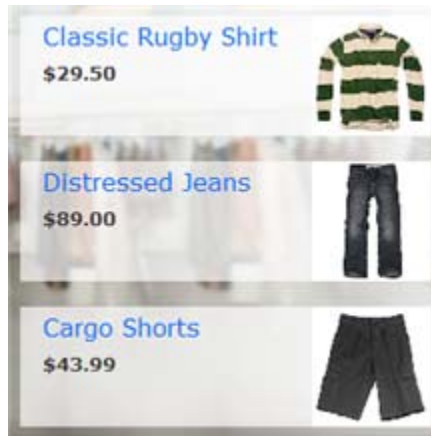 Classic Rugby Shirt
$29.50
Distressed Jeans
$89.00
Cargo Shorts
$43.99